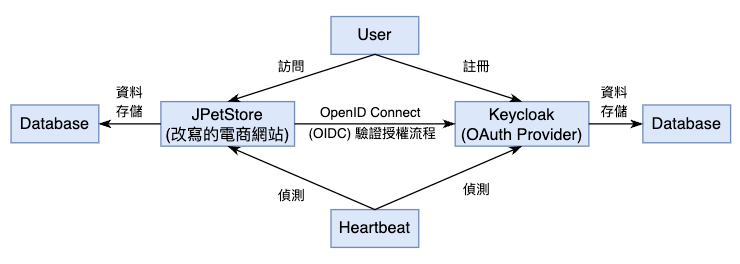 User
訪問
註冊
資料
存儲
資料
存儲
Database
JPetStore
(改寫的電商網站)
OpenID Connect
(OIDC) 驗證授權流程
Keycloak
(OAuth Provider)
Database
偵測
偵測
Heartbeat